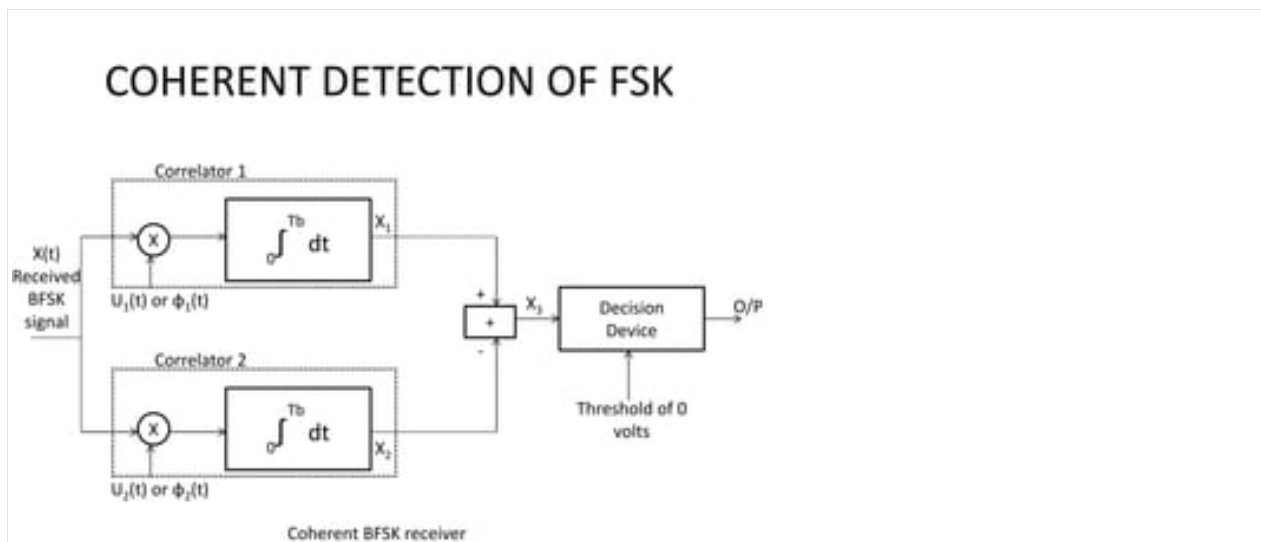 COHERENT DETECTION OF FSK
Correlator 1
X
Tb
∫ dt
0
X₁
X(t)
Received
BFSK
signal
U₁(t) or ϕ₁(t)
+
+
-
X₃
Decision
Device
O/P
Threshold of 0
volts
Correlator 2
X
Tb
∫ dt
0
X₂
U₂(t) or ϕ₂(t)
Coherent BFSK receiver